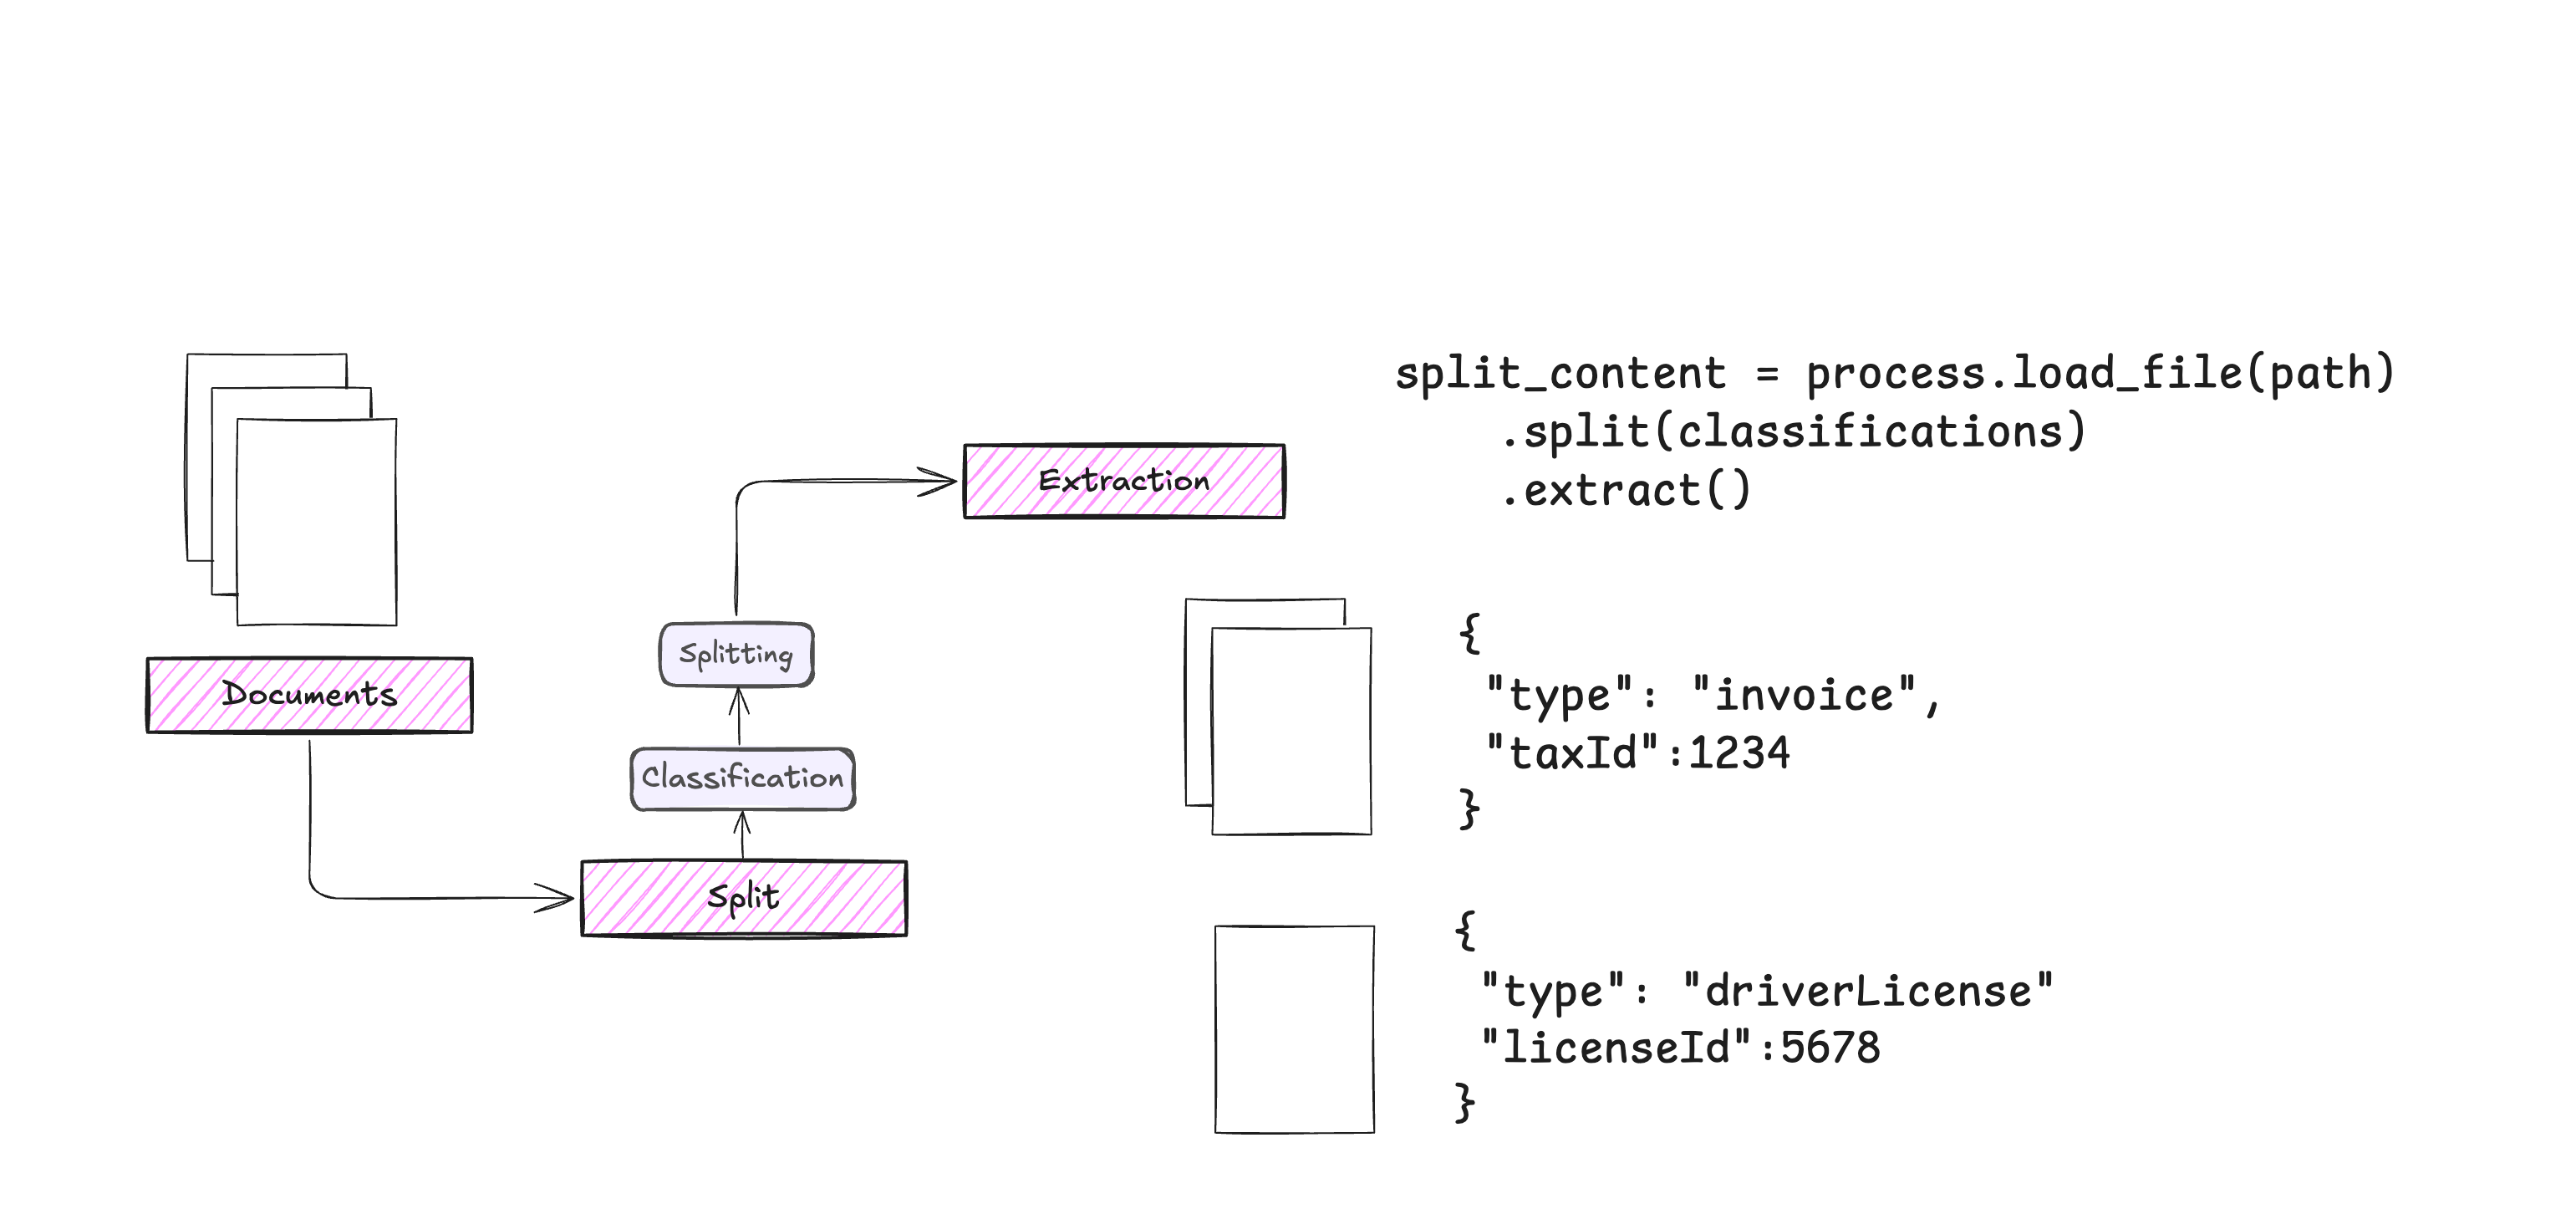 Documents
Split
Classification
Splitting
Extraction
split_content = process.load_file(path)
    .split(classifications)
    .extract()
{
 "type": "invoice",
 "taxId":1234
}
{
 "type": "driverLicense"
 "licenseId":5678
}